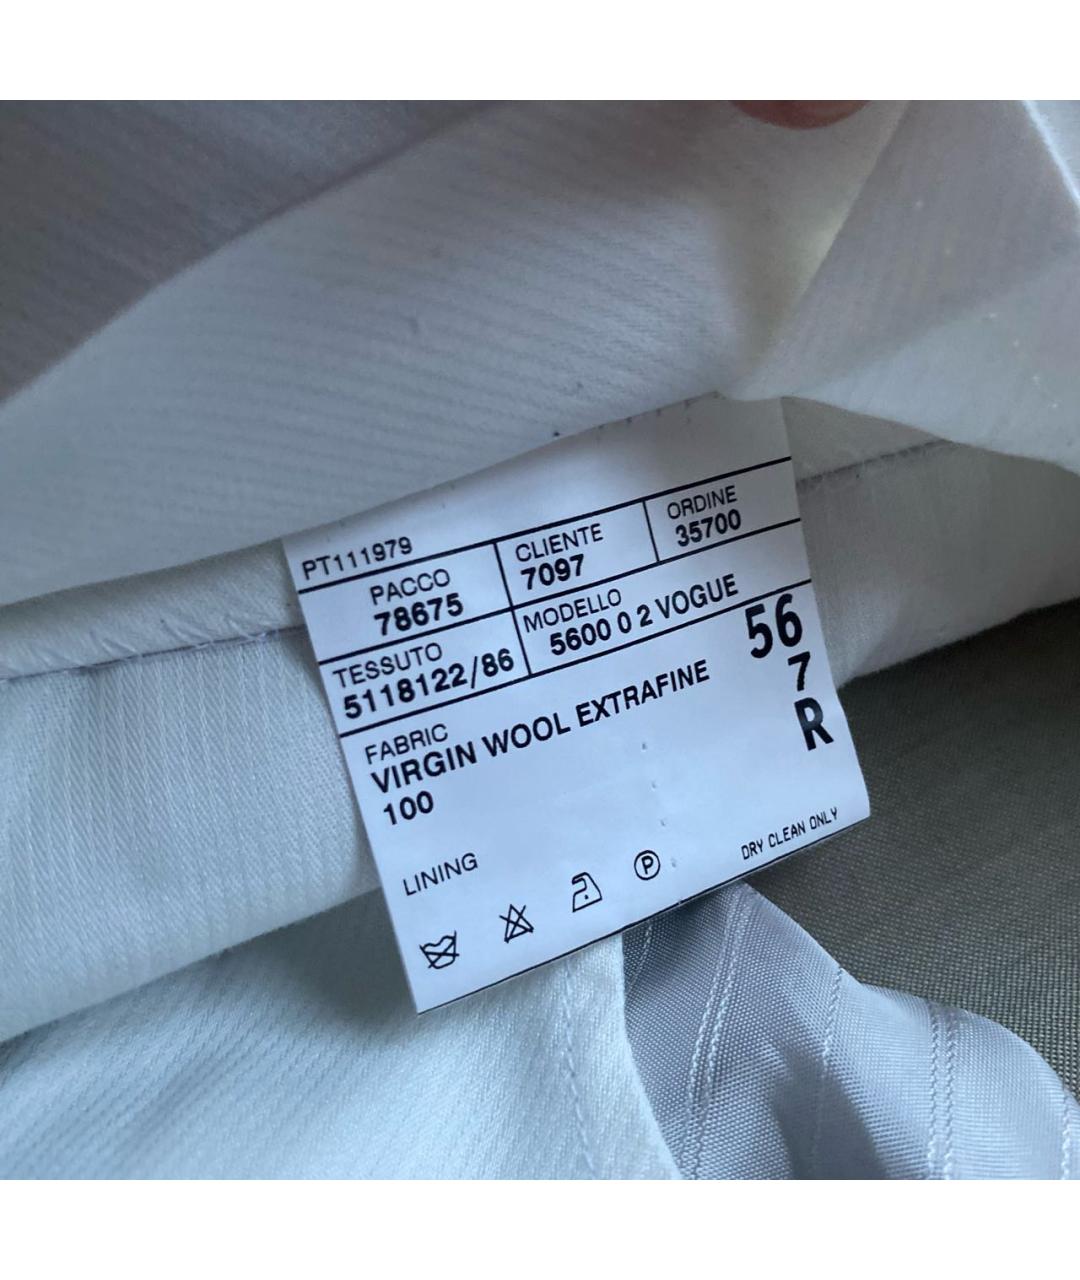 PT111979
PACCO
78675
CLIENTE
7097
ORDINE
35700
TESSUTO
5118122/86
MODELLO
5600 0 2 VOGUE
FABRIC
VIRGIN WOOL EXTRAFINE
100
56
7
R
LINING
P
DRY CLEAN ONLY